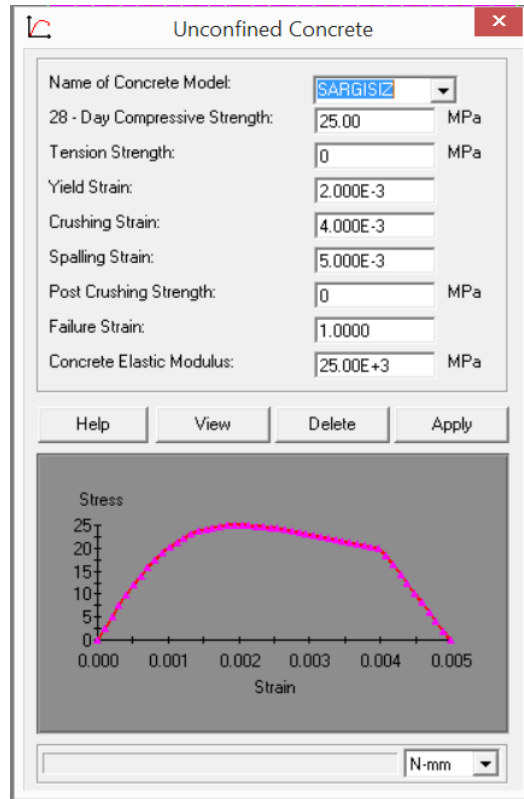 Unconfined Concrete
Name of Concrete Model: SARGISIZ
28 - Day Compressive Strength: 25.00 MPa
Tension Strength: 0 MPa
Yield Strain: 2.000E-3
Crushing Strain: 4.000E-3
Spalling Strain: 5.000E-3
Post Crushing Strength: 0 MPa
Failure Strain: 1.0000
Concrete Elastic Modulus: 25.00E+3 MPa
Help View Delete Apply
Stress
25
20
15
10
5
0
0.000 0.001 0.002 0.003 0.004 0.005
Strain
N-mm